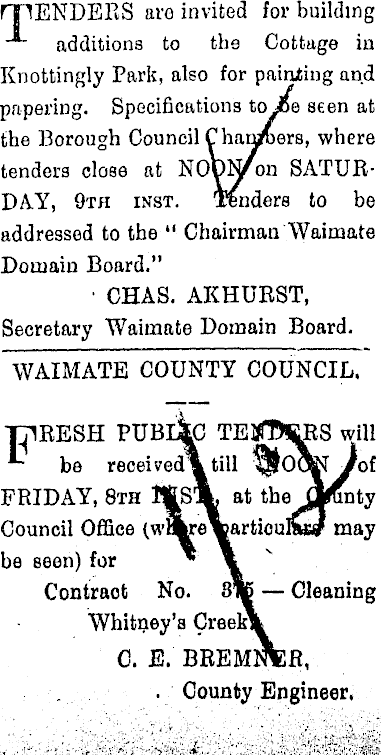 TENDERS are invited for building
additions to the Cottage in
Knottingly Park, also for painting and
papering. Specifications to be seen at
the Borough Council Chambers, where
tenders close at NOON on SATUR-
DAY, 9TH INST. Tenders to be
addressed to the "Chairman Waimate
Domain Board."
CHAS. AKHURST,
Secretary Waimate Domain Board.
WAIMATE COUNTY COUNCIL.
FRESH PUBLIC TENDERS will
be received till NOON of
FRIDAY, 8TH INST., at the County
Council Office (where particulars may
be seen) for
Contract No. 375 — Cleaning
Whitney's Creek.
C. E. BREMNER,
County Engineer.